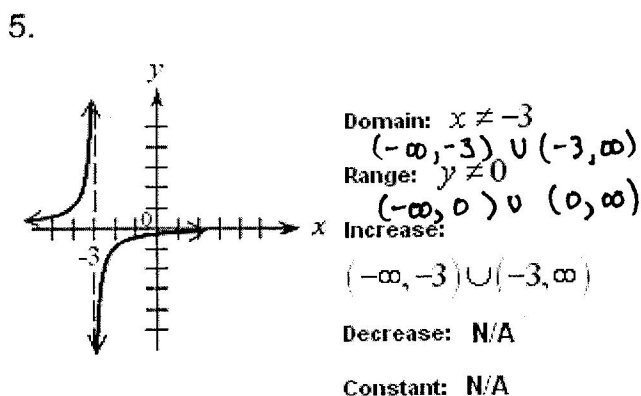 5.
y
Domain: x ≠ -3
(-∞, -3) ∪ (-3, ∞)
Range: y ≠ 0
(-∞, 0) ∪ (0, ∞)
0
x
Increase:
-3
(-∞, -3) ∪ (-3, ∞)
Decrease: N/A
Constant: N/A